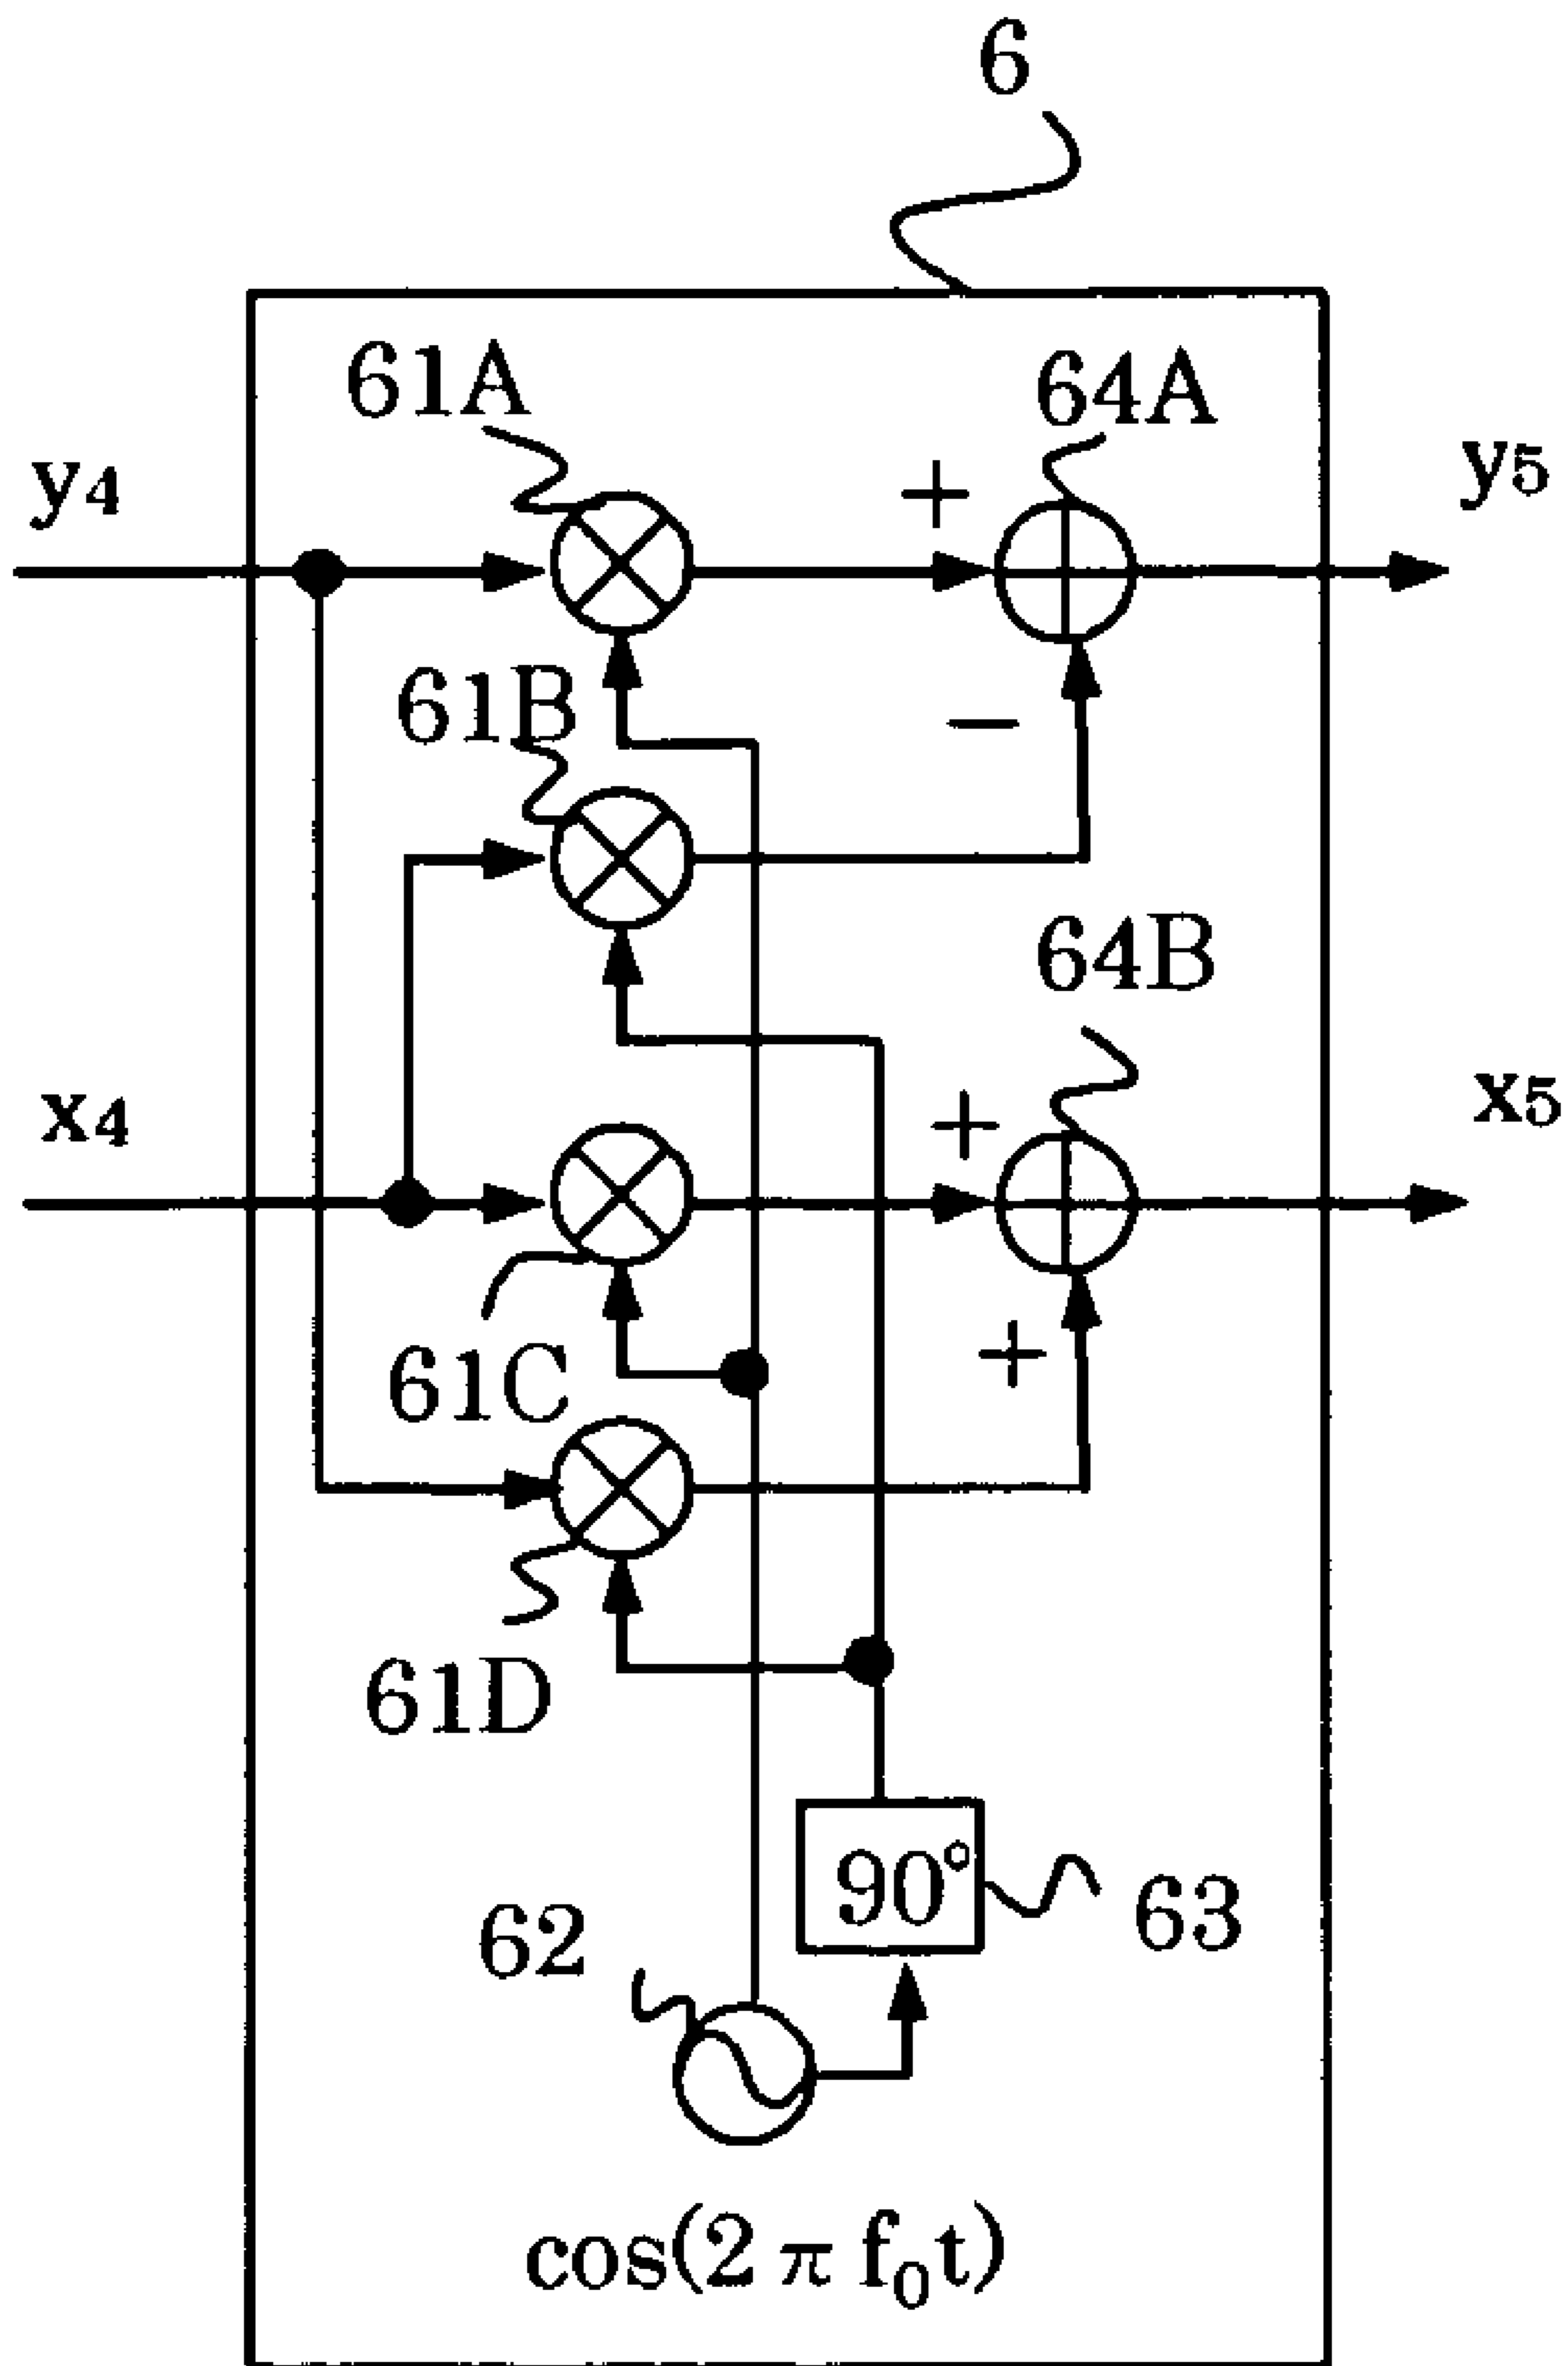 6
61A
64A
y4
+
y5
61B
−
64B
x4
+
x5
61C
+
61D
90°
62
63
cos(2πf₀t)